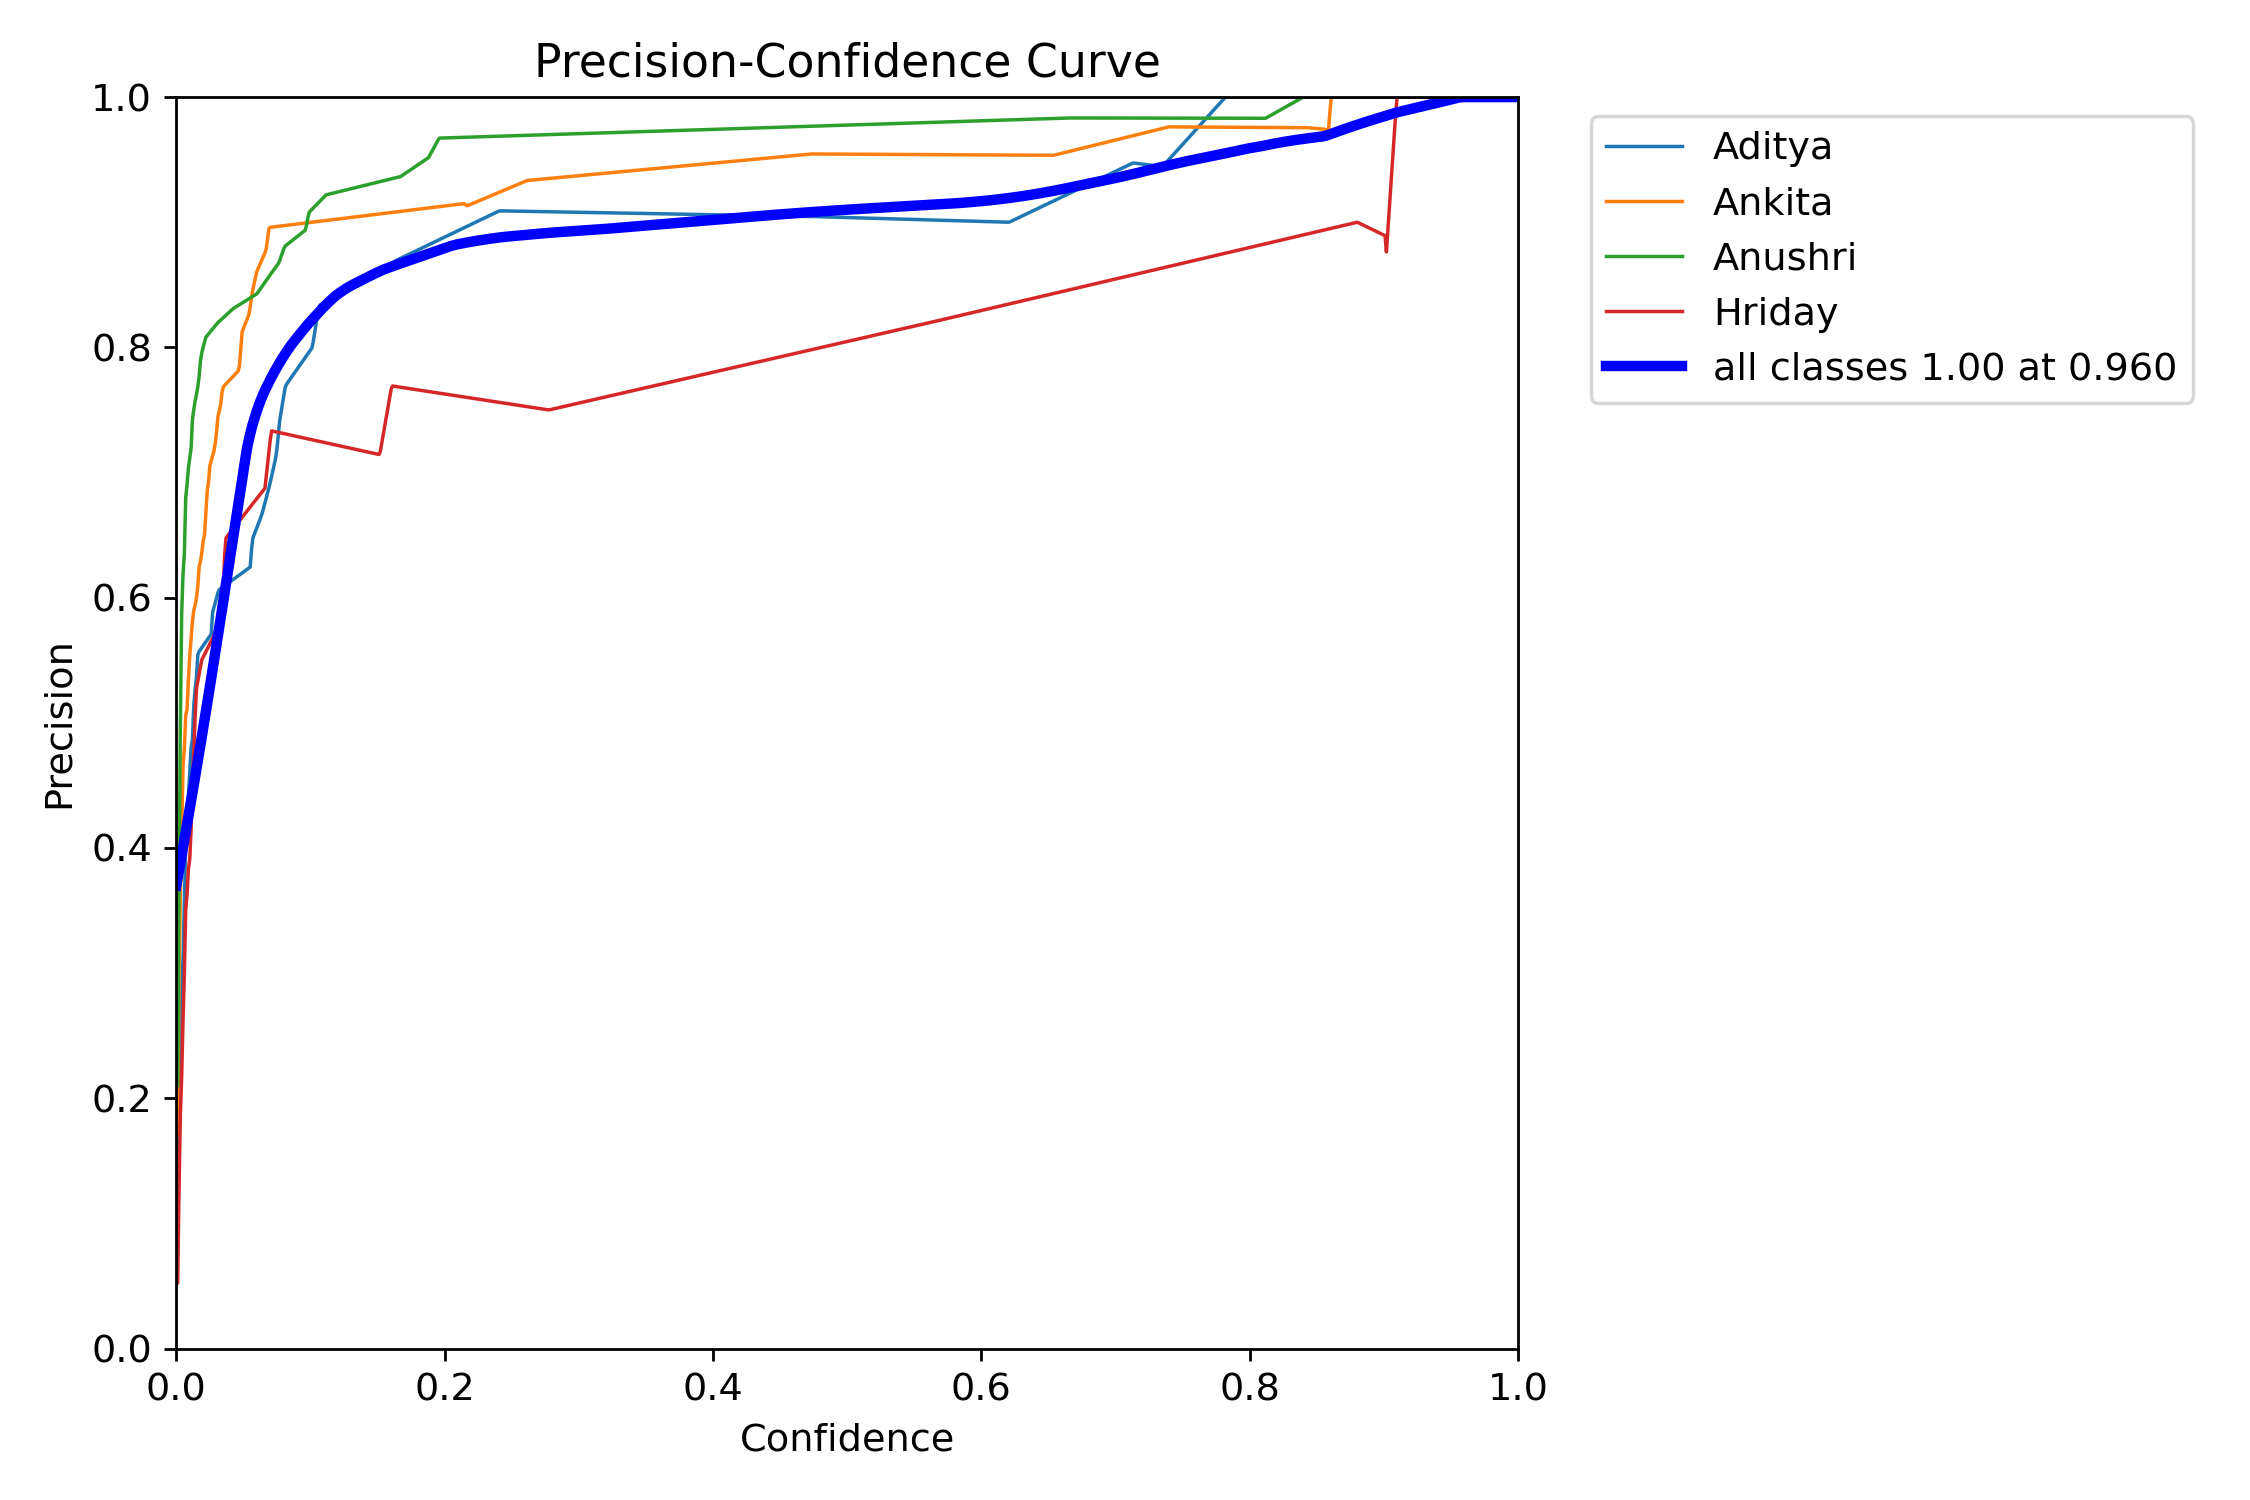 Precision-Confidence Curve
1.0
0.8
0.6
0.4
0.2
0.0
Precision
0.0 0.2 0.4 0.6 0.8 1.0
Confidence
Aditya
Ankita
Anushri
Hriday
all classes 1.00 at 0.960